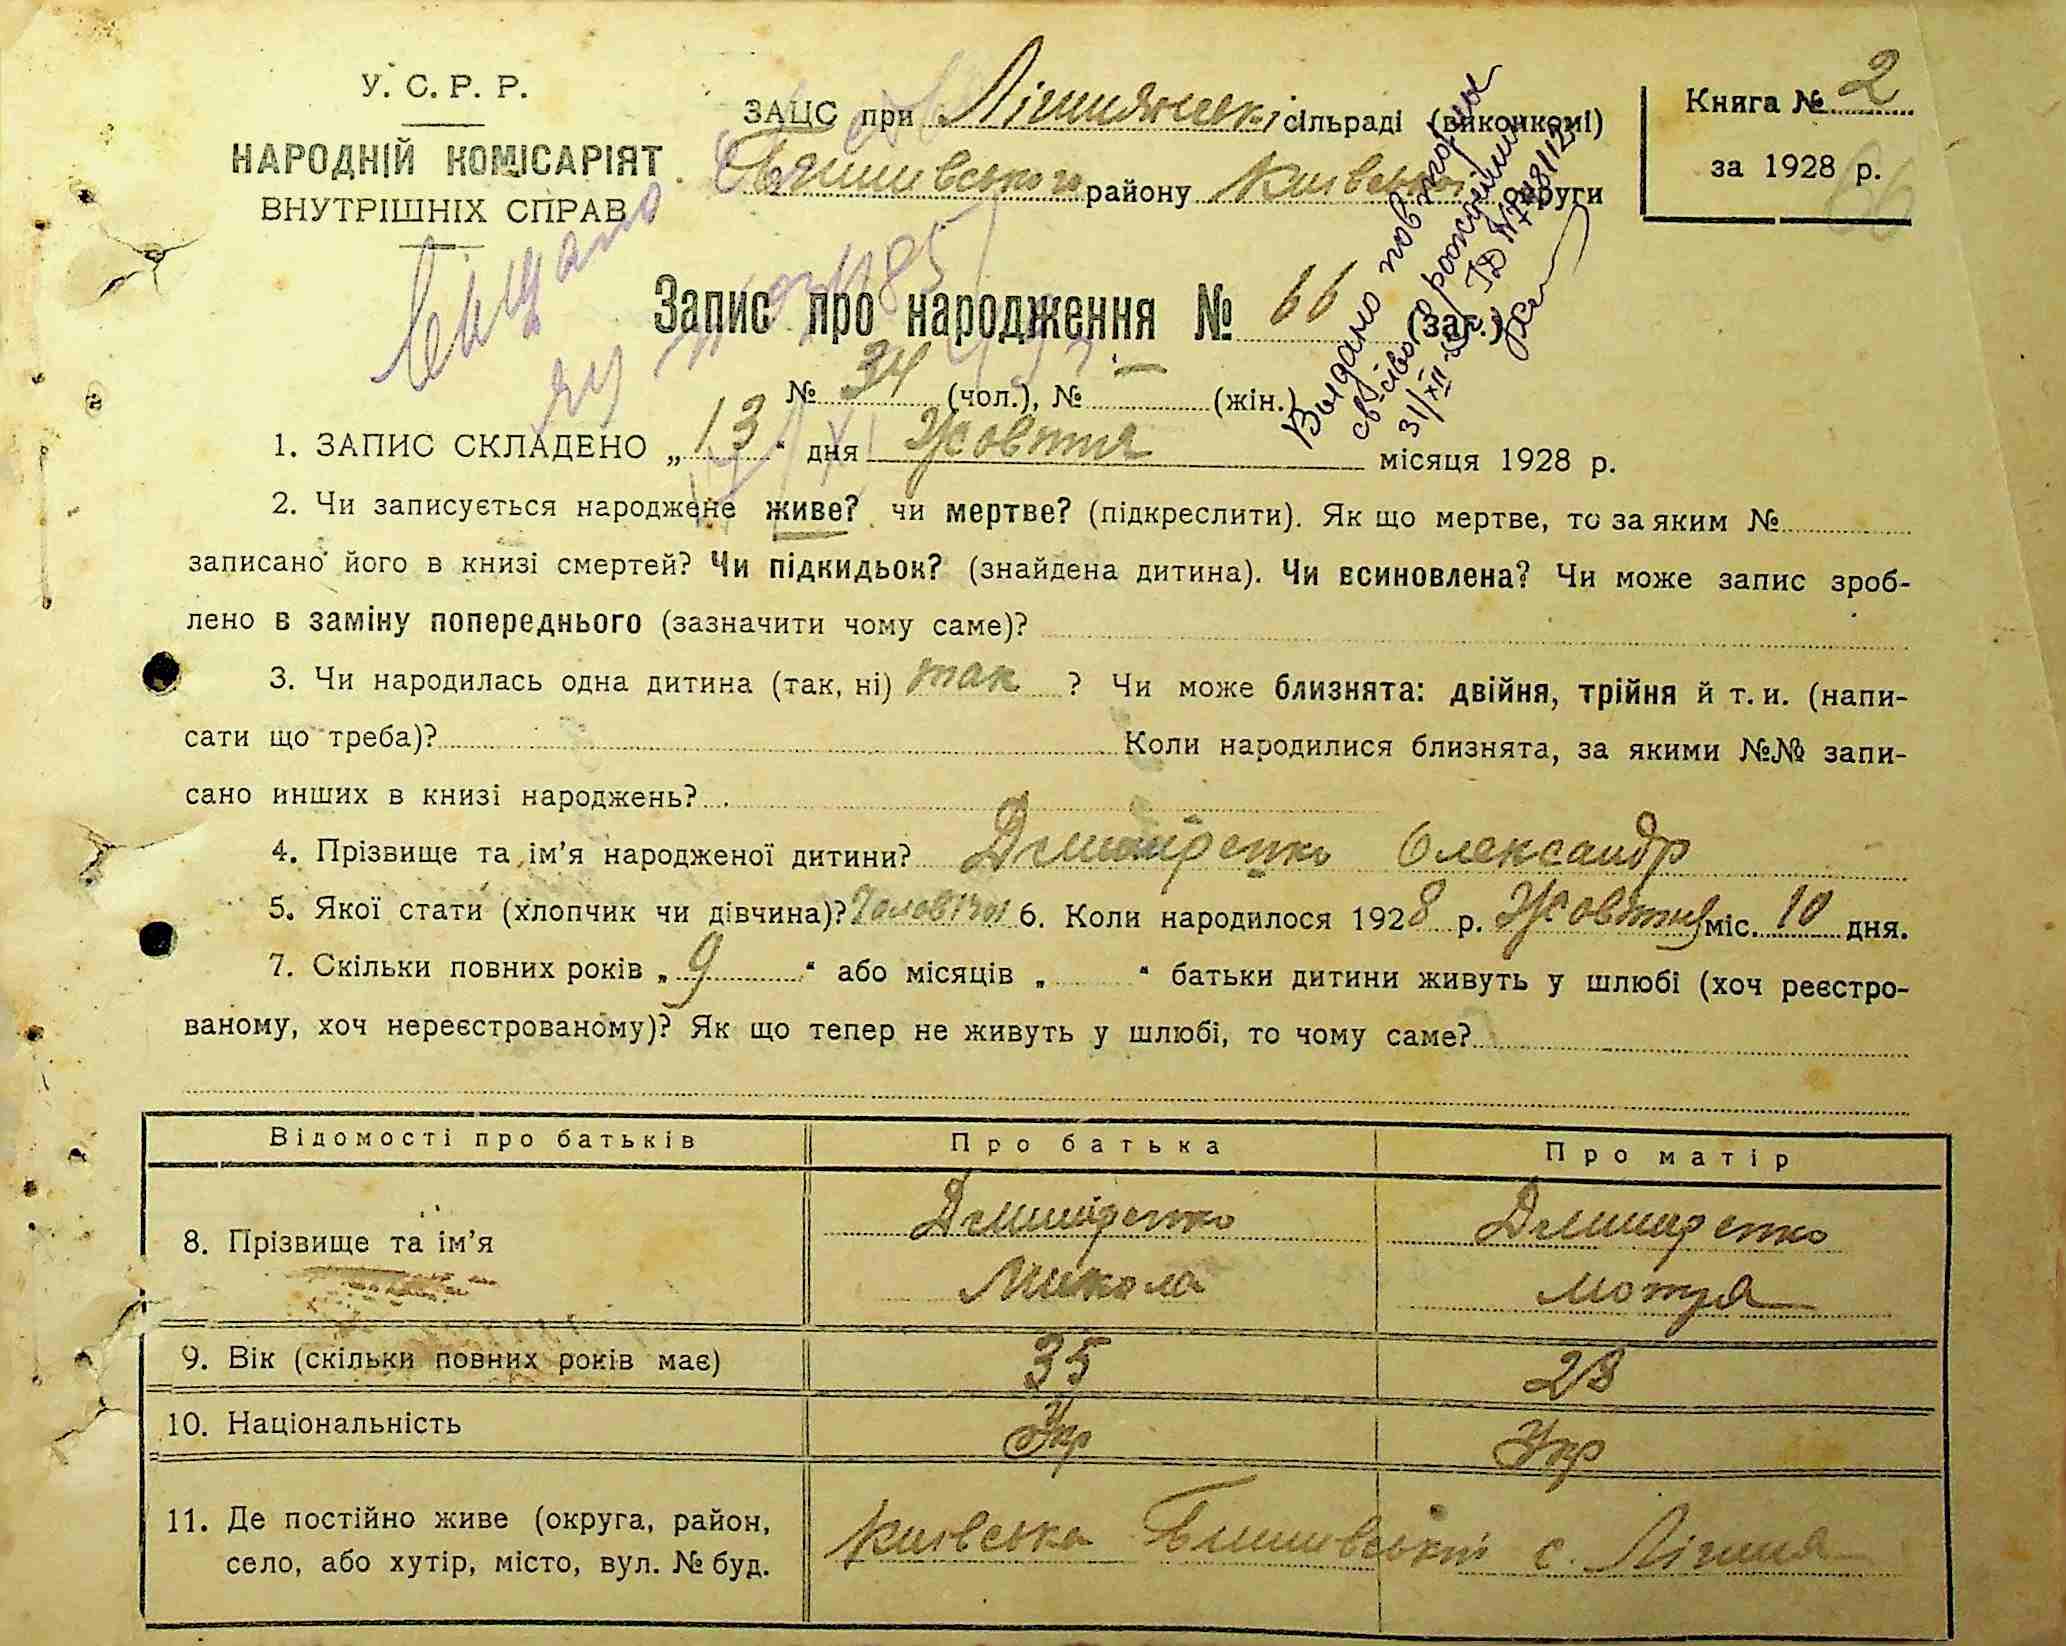 У. С. Р. Р.
НАРОДНІЙ КОМІСАРІЯТ
ВНУТРІШНІХ СПРАВ
ЗАЦС при сільраді (виконкомі)
району Київської округи
Книга № 2
за 1928 р.
66
Видано повторне
31/XII
Запис про народження № 66 (заг.)
№ 34 (чол.), № — (жін.)
1. ЗАПИС СКЛАДЕНО „13“ дня Жовтня місяця 1928 р.
2. Чи записується народжене живе? чи мертве? (підкреслити). Як що мертве, то за яким №
записано його в книзі смертей? Чи підкидьок? (знайдена дитина). Чи всиновлена? Чи може запис зроб-
лено в заміну попереднього (зазначити чому саме)?
3. Чи народилась одна дитина (так, ні) так ? Чи може близнята: двійня, трійня й т. и. (напи-
сати що треба)? Коли народилися близнята, за якими №№ запи-
сано инших в книзі народжень?
4. Прізвище та ім’я народженої дитини? Дмитренко Олександр
5. Якої стати (хлопчик чи дівчина)? 6. Коли народилося 1928 р. Жовтня міс. 10 дня.
7. Скільки повних років „9“ або місяців „ “ батьки дитини живуть у шлюбі (хоч реєстро-
ваному, хоч нереєстрованому)? Як що тепер не живуть у шлюбі, то чому саме?
Відомості про батьків Про батька Про матір
8. Прізвище та ім’я Дмитренко Дмитренко
Микола Мотря
9. Вік (скільки повних років має) 35 28
10. Національність Укр Укр
11. Де постійно живе (округа, район,
село, або хутір, місто, вул. № буд. Київська с.